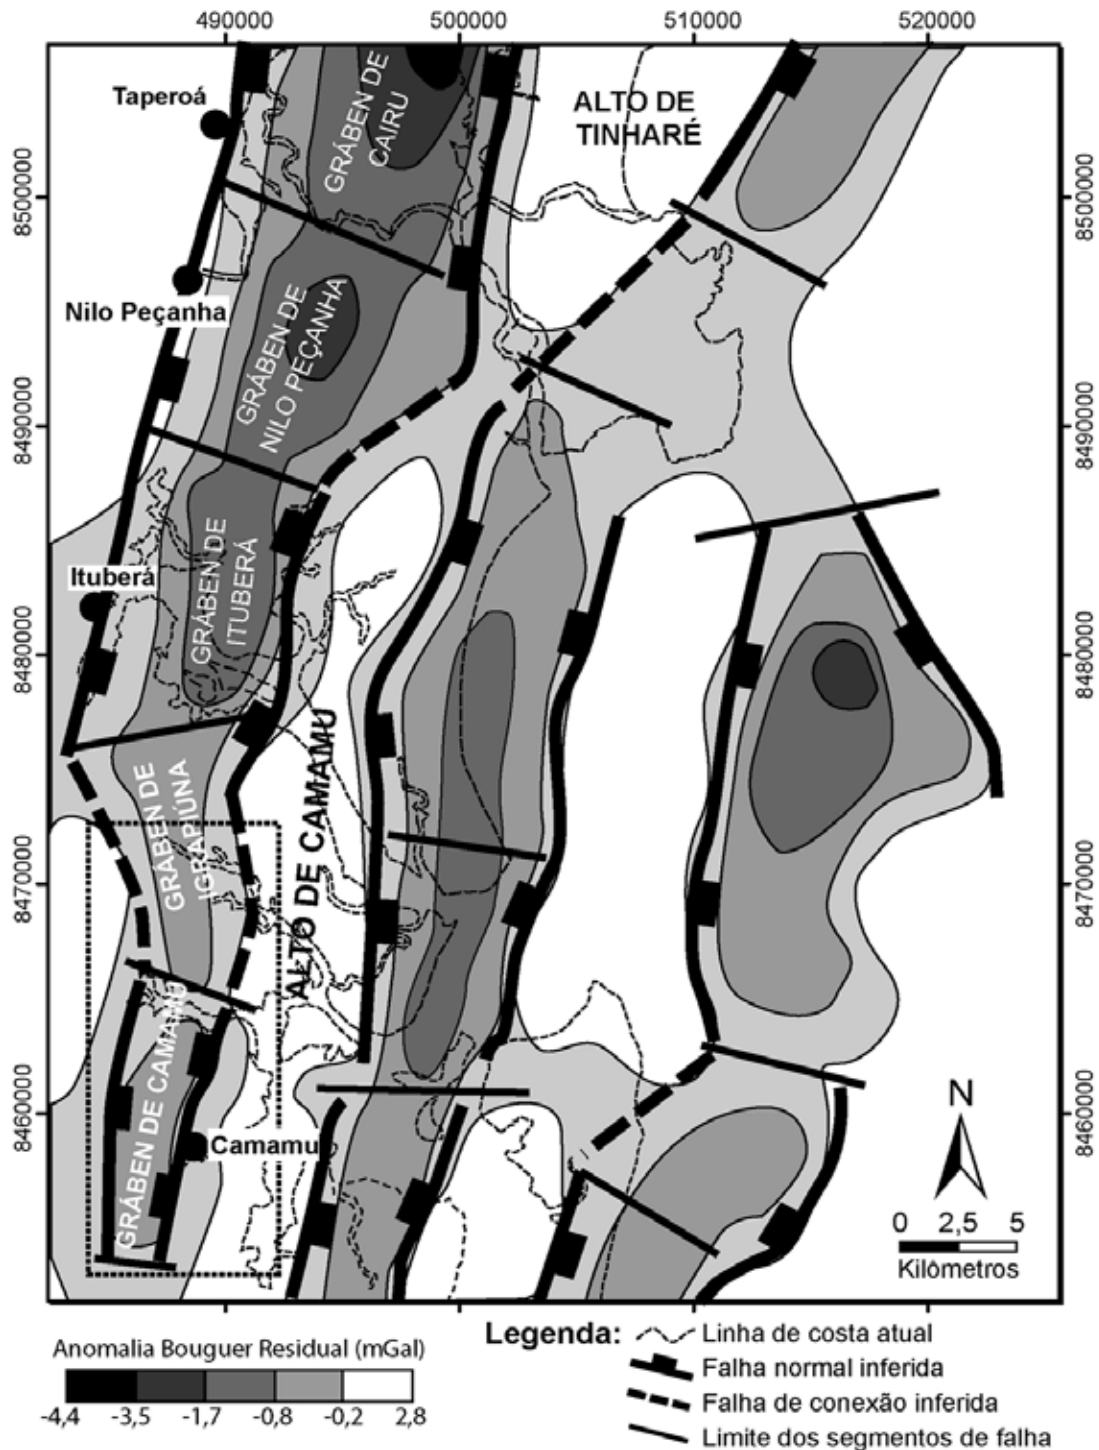 490000
500000
510000
520000
Taperoá
ALTO DE
TINHARÉ
GRÁBEN DE
CAIRU
8500000
8500000
Nilo Peçanha
GRÁBEN DE
NILO PEÇANHA
8490000
8490000
Ituberá
GRÁBEN DE
ITUBERÁ
8480000
8480000
GRÁBEN DE
IGRAPIÚNA
ALTO DE CAMAMU
8470000
8470000
GRÁBEN DE CAMAMU
Camamu
8460000
8460000
N
0 2,5 5
Kilômetros
Anomalia Bouguer Residual (mGal)
-4,4 -3,5 -1,7 -0,8 -0,2 2,8
Legenda:
Linha de costa atual
Falha normal inferida
Falha de conexão inferida
Limite dos segmentos de falha